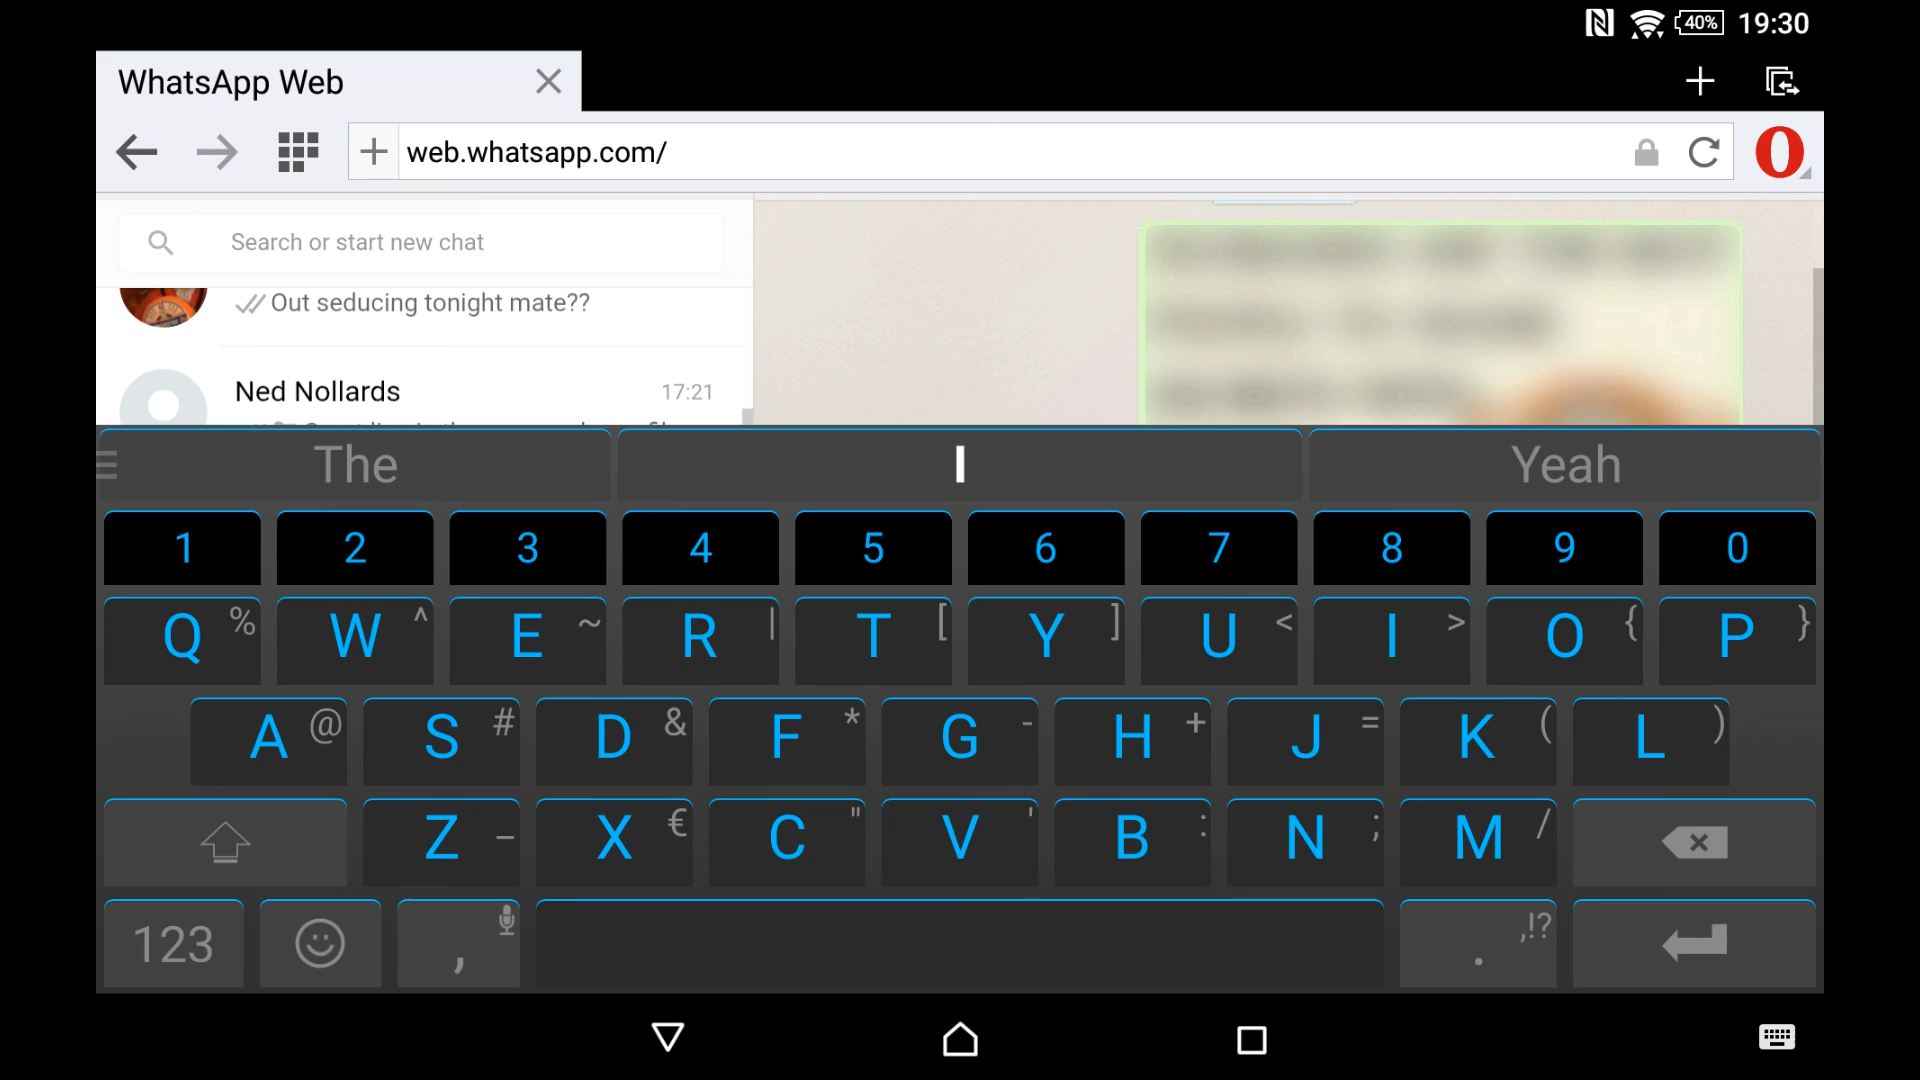 40% 19:30
WhatsApp Web
web.whatsapp.com/
Search or start new chat
Out seducing tonight mate??
Ned Nollards 17:21
The I Yeah
1 2 3 4 5 6 7 8 9 0
Q % W ^ E ~ R | T [ Y ] U < I > O { P }
A @ S # D & F * G - H + J = K ( L )
Z _ X € C " V ' B : N ; M /
123 , . ,!?